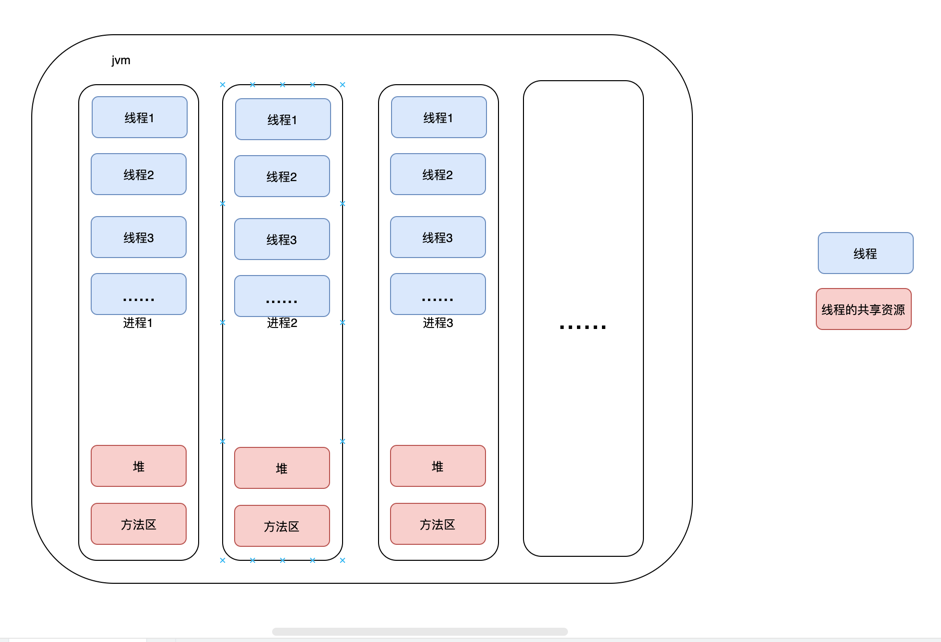 jvm
线程1
线程2
线程3
......
进程1
堆
方法区
线程1
线程2
线程3
......
进程2
堆
方法区
线程1
线程2
线程3
......
进程3
堆
方法区
......
线程
线程的共享资源